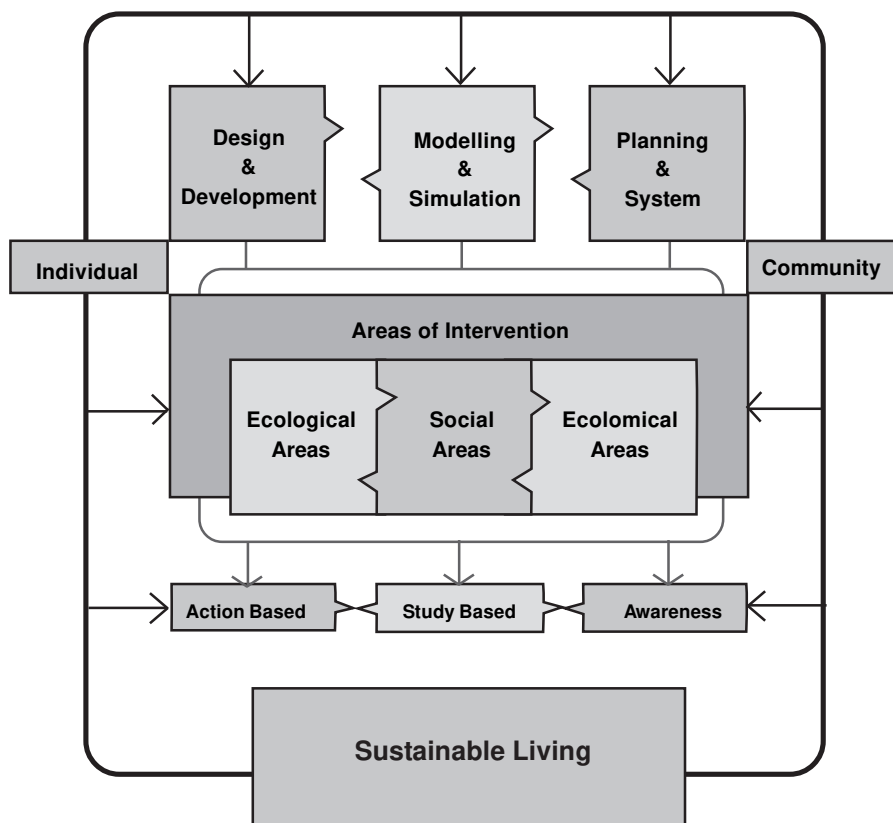 Design
&
Development
Modelling
&
Simulation
Planning
&
System
Individual
Community
Areas of Intervention
Ecological
Areas
Social
Areas
Ecolomical
Areas
Action Based
Study Based
Awareness
Sustainable Living